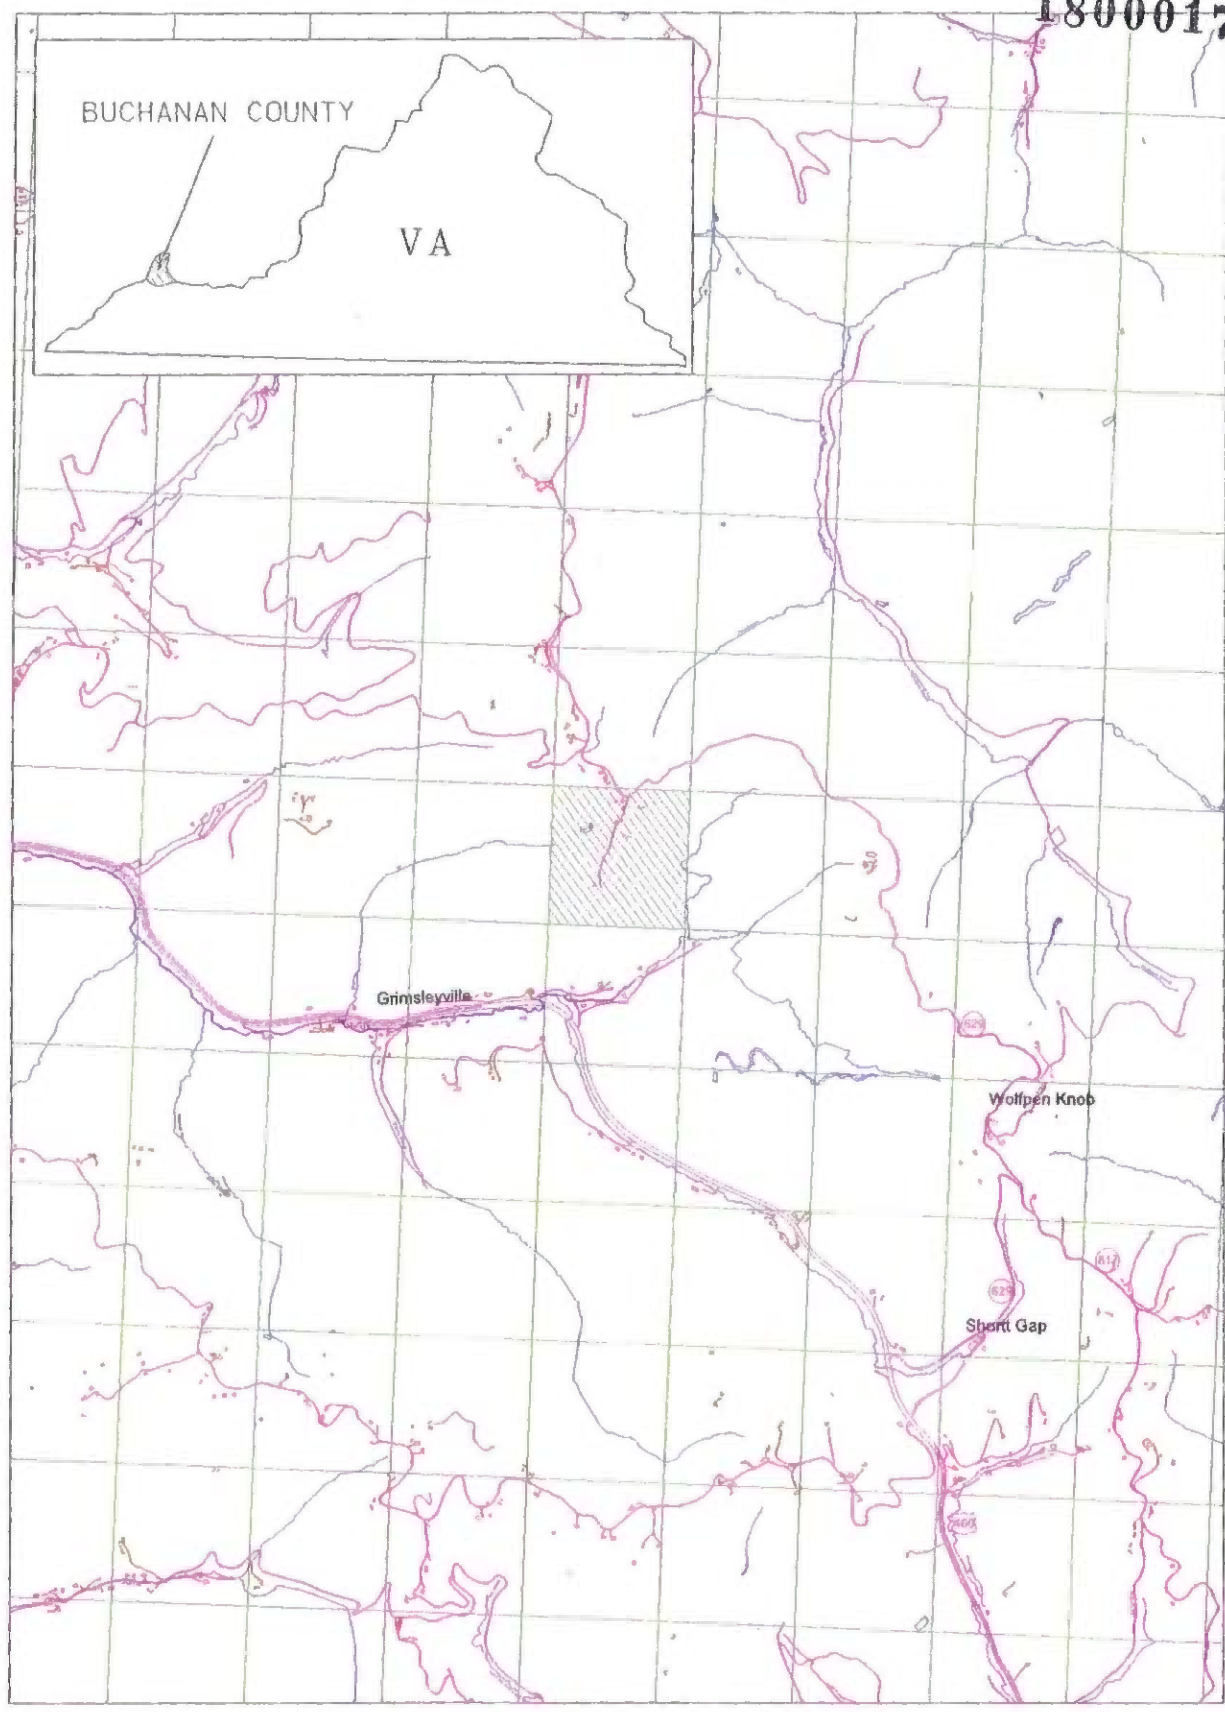 1800017
BUCHANAN COUNTY
VA
Grimsleyville
629
Wolfpen Knob
617
629
Shortt Gap
460